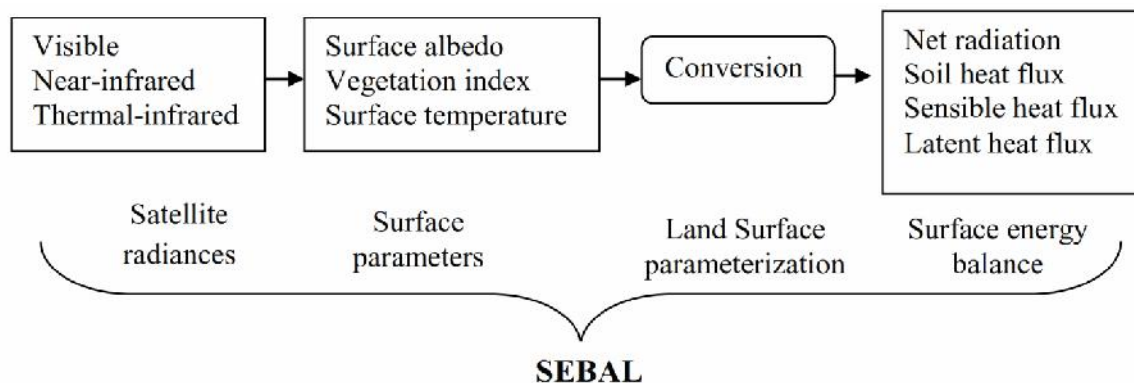 Visible
Near-infrared
Thermal-infrared
Surface albedo
Vegetation index
Surface temperature
Conversion
Net radiation
Soil heat flux
Sensible heat flux
Latent heat flux
Satellite
radiances
Surface
parameters
Land Surface
parameterization
Surface energy
balance
SEBAL